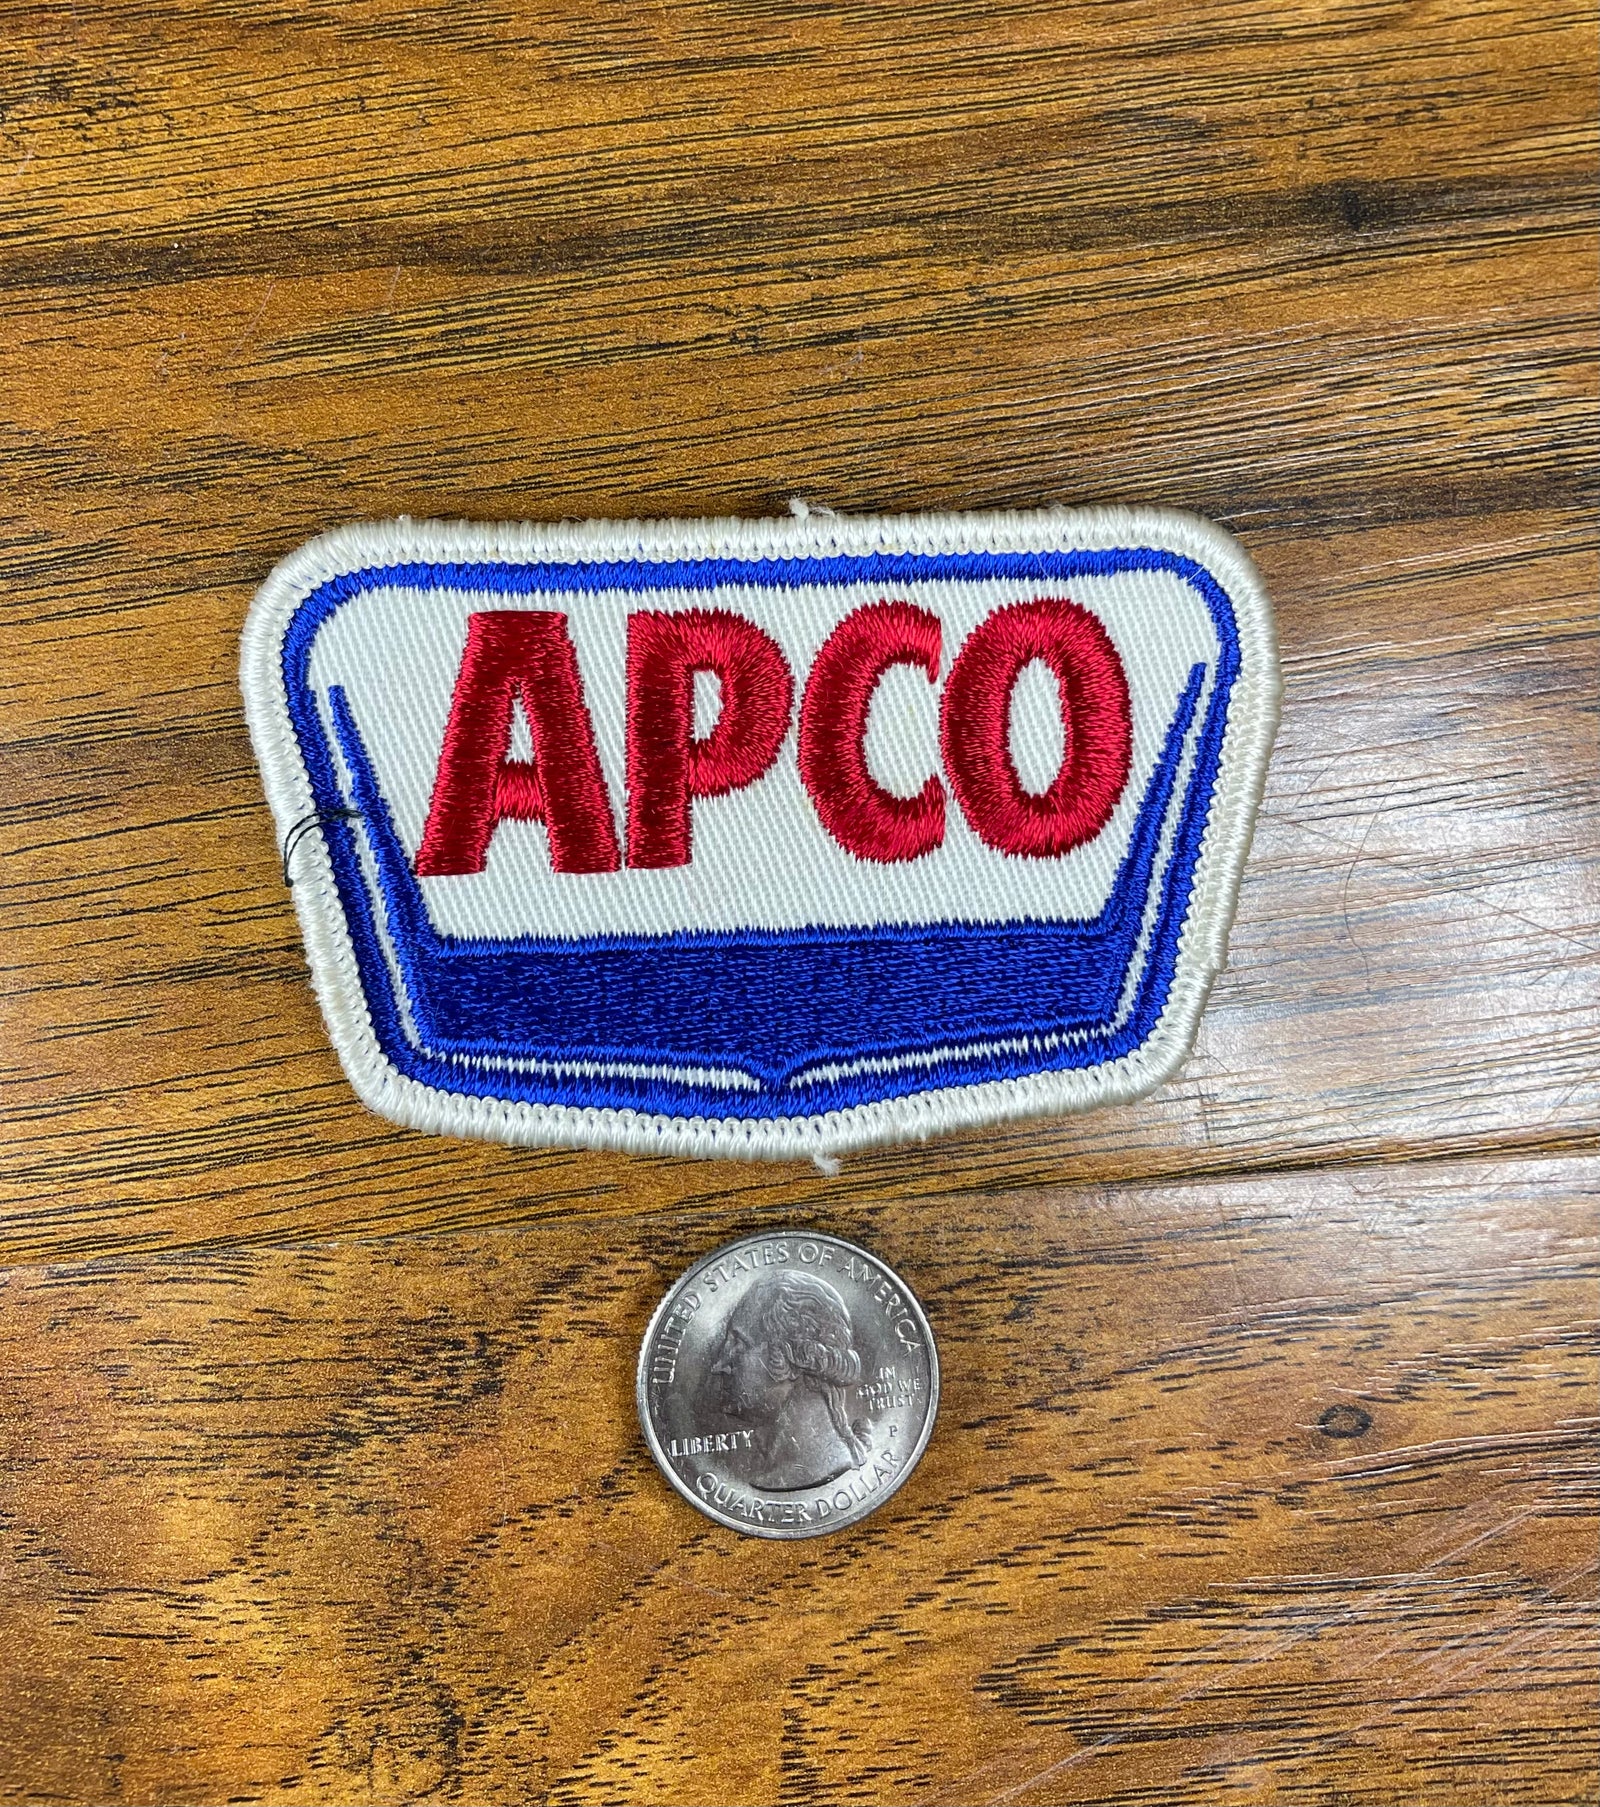 APCO
UNITED STATES OF AMERICA
IN
GOD WE
TRUST
LIBERTY
P
QUARTER DOLLAR